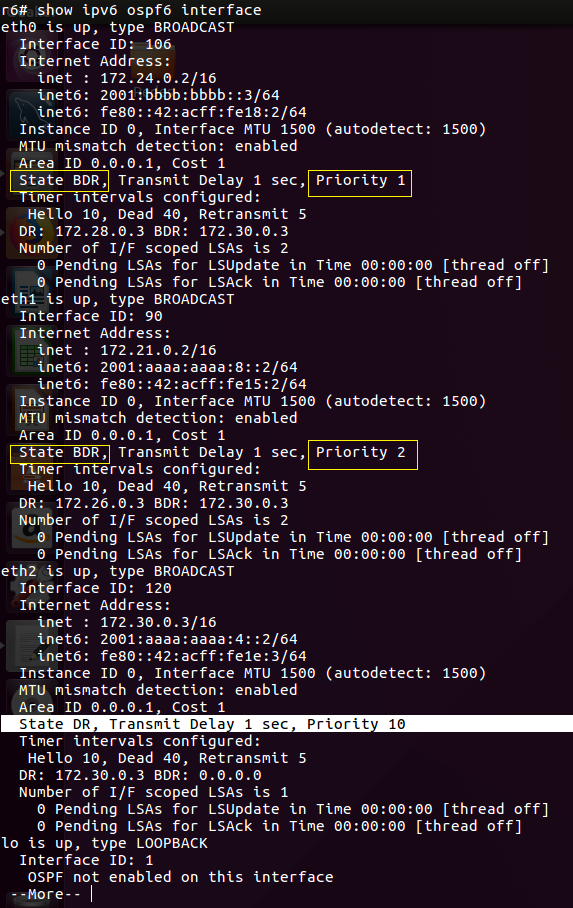 r6# show ipv6 ospf6 interface
eth0 is up, type BROADCAST
  Interface ID: 106
  Internet Address:
    inet : 172.24.0.2/16
    inet6: 2001:bbbb:bbbb::3/64
    inet6: fe80::42:acff:fe18:2/64
  Instance ID 0, Interface MTU 1500 (autodetect: 1500)
  MTU mismatch detection: enabled
  Area ID 0.0.0.1, Cost 1
  State BDR, Transmit Delay 1 sec, Priority 1
  Timer intervals configured:
   Hello 10, Dead 40, Retransmit 5
  DR: 172.28.0.3 BDR: 172.30.0.3
  Number of I/F scoped LSAs is 2
    0 Pending LSAs for LSUpdate in Time 00:00:00 [thread off]
    0 Pending LSAs for LSAck in Time 00:00:00 [thread off]
eth1 is up, type BROADCAST
  Interface ID: 90
  Internet Address:
    inet : 172.21.0.2/16
    inet6: 2001:aaaa:aaaa:8::2/64
    inet6: fe80::42:acff:fe15:2/64
  Instance ID 0, Interface MTU 1500 (autodetect: 1500)
  MTU mismatch detection: enabled
  Area ID 0.0.0.1, Cost 1
  State BDR, Transmit Delay 1 sec, Priority 2
  Timer intervals configured:
   Hello 10, Dead 40, Retransmit 5
  DR: 172.26.0.3 BDR: 172.30.0.3
  Number of I/F scoped LSAs is 2
    0 Pending LSAs for LSUpdate in Time 00:00:00 [thread off]
    0 Pending LSAs for LSAck in Time 00:00:00 [thread off]
eth2 is up, type BROADCAST
  Interface ID: 120
  Internet Address:
    inet : 172.30.0.3/16
    inet6: 2001:aaaa:aaaa:4::2/64
    inet6: fe80::42:acff:fe1e:3/64
  Instance ID 0, Interface MTU 1500 (autodetect: 1500)
  MTU mismatch detection: enabled
  Area ID 0.0.0.1, Cost 1
  State DR, Transmit Delay 1 sec, Priority 10
  Timer intervals configured:
   Hello 10, Dead 40, Retransmit 5
  DR: 172.30.0.3 BDR: 0.0.0.0
  Number of I/F scoped LSAs is 1
    0 Pending LSAs for LSUpdate in Time 00:00:00 [thread off]
    0 Pending LSAs for LSAck in Time 00:00:00 [thread off]
lo is up, type LOOPBACK
  Interface ID: 1
   OSPF not enabled on this interface
 --More--